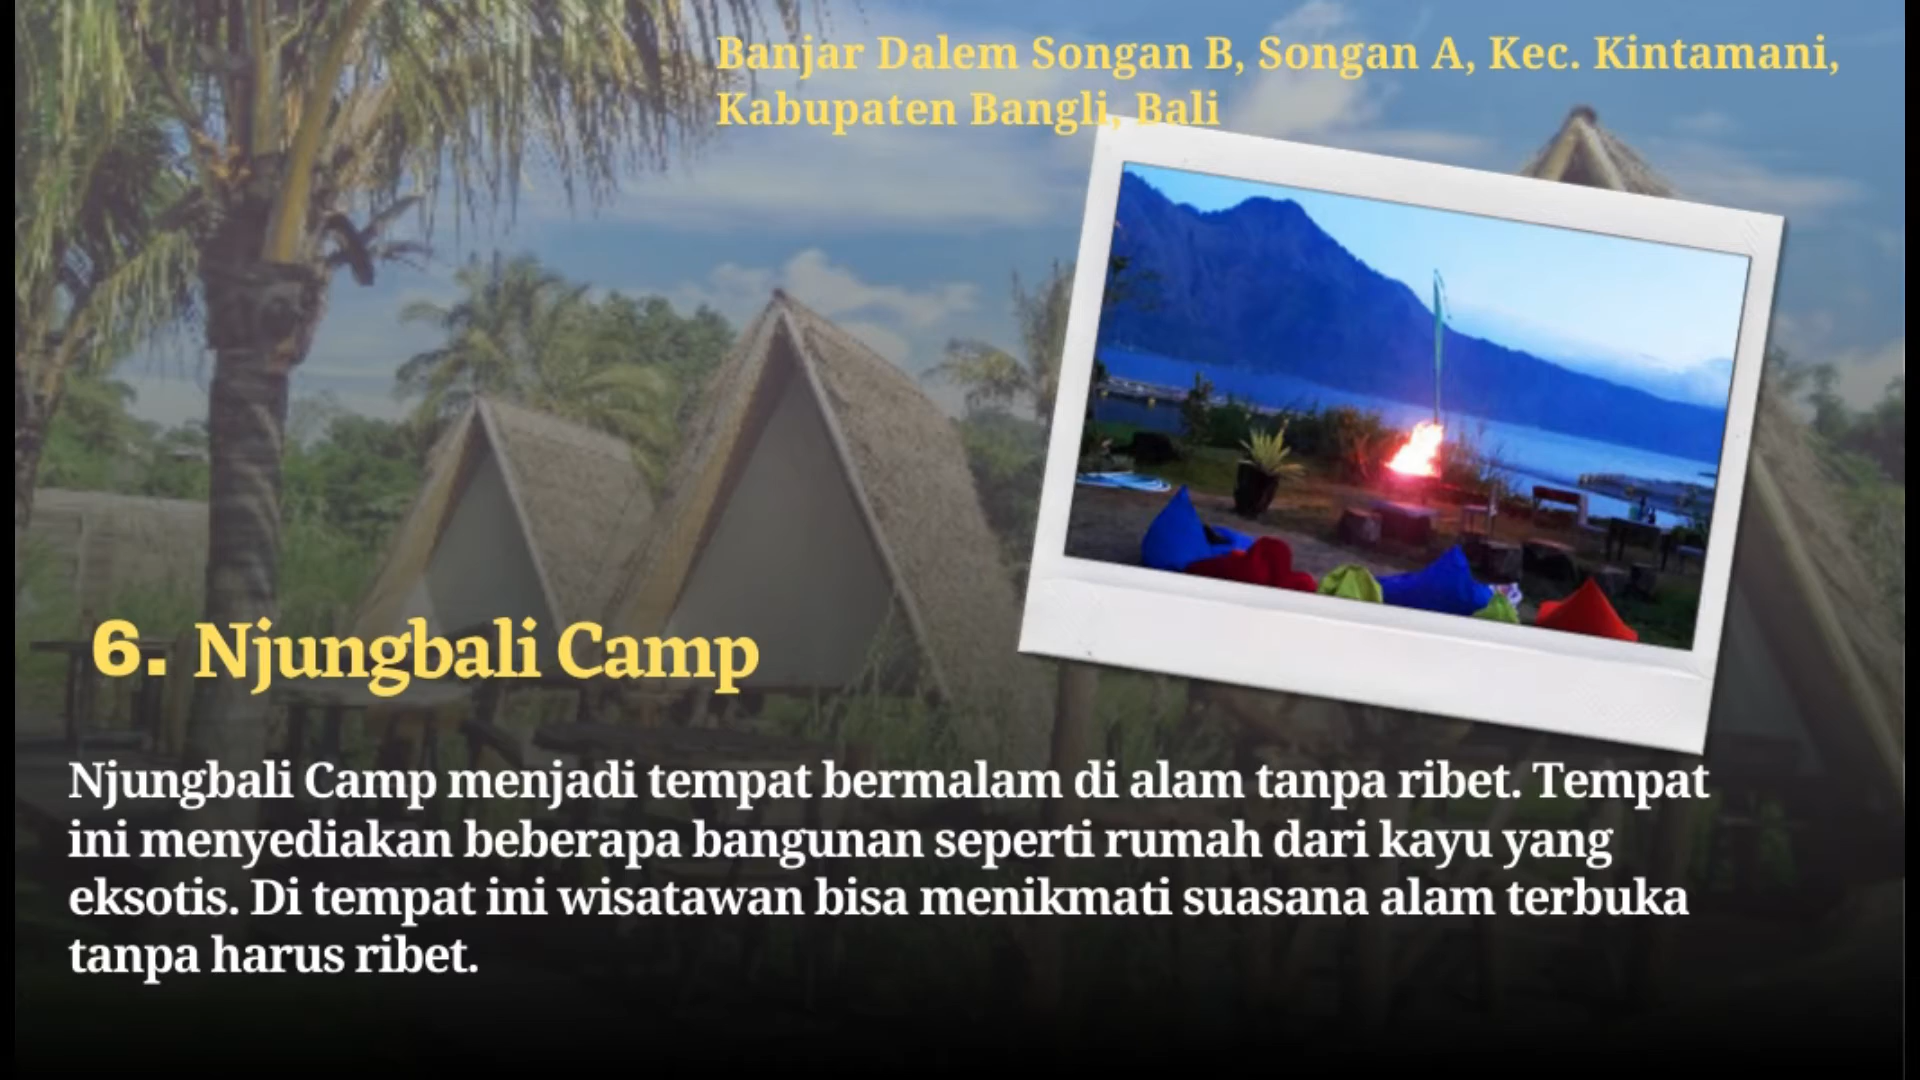 Banjar Dalem Songan B, Songan A, Kec. Kintamani,
Kabupaten Bangli, Bali
6. Njungbali Camp
Njungbali Camp menjadi tempat bermalam di alam tanpa ribet. Tempat
ini menyediakan beberapa bangunan seperti rumah dari kayu yang
eksotis. Di tempat ini wisatawan bisa menikmati suasana alam terbuka
tanpa harus ribet.